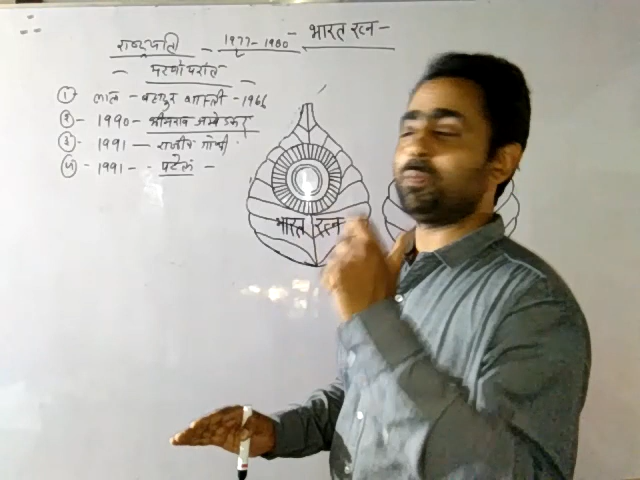 राष्ट्रपति - 1977-1980 - भारत रत्न -
- मरणोपरांत -
① लाल - बहादुर शास्त्री - 1966
② - 1990 - भीमराव अम्बेडकर
③ - 1991 - राजीव गांधी
④ - 1991 - - पटेल -
भारत रत्न